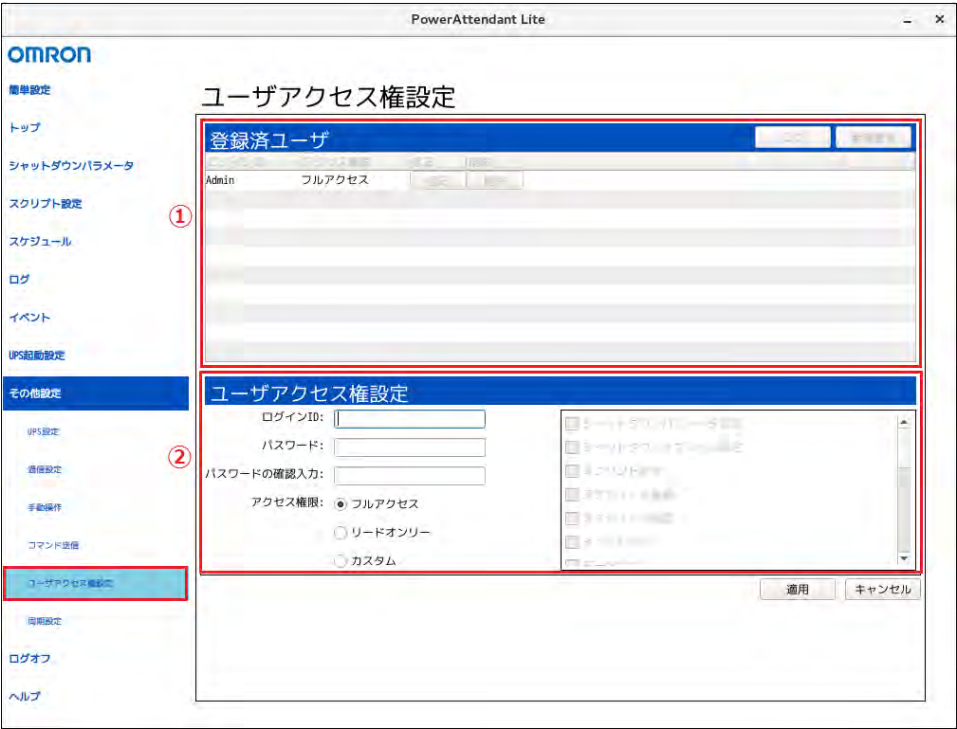 PowerAttendant Lite
OMRON
簡単設定
トップ
シャットダウンパラメータ
スクリプト設定
スケジュール
ログ
イベント
UPS起動設定
その他設定
UPS設定
通信設定
手動操作
コマンド送信
ユーザアクセス権設定
同期設定
ログオフ
ヘルプ
ユーザアクセス権設定
①
登録済ユーザ
Admin フルアクセス
②
ユーザアクセス権設定
ログインID:
パスワード:
パスワードの確認入力:
アクセス権限: フルアクセス
リードオンリー
カスタム
適用 キャンセル